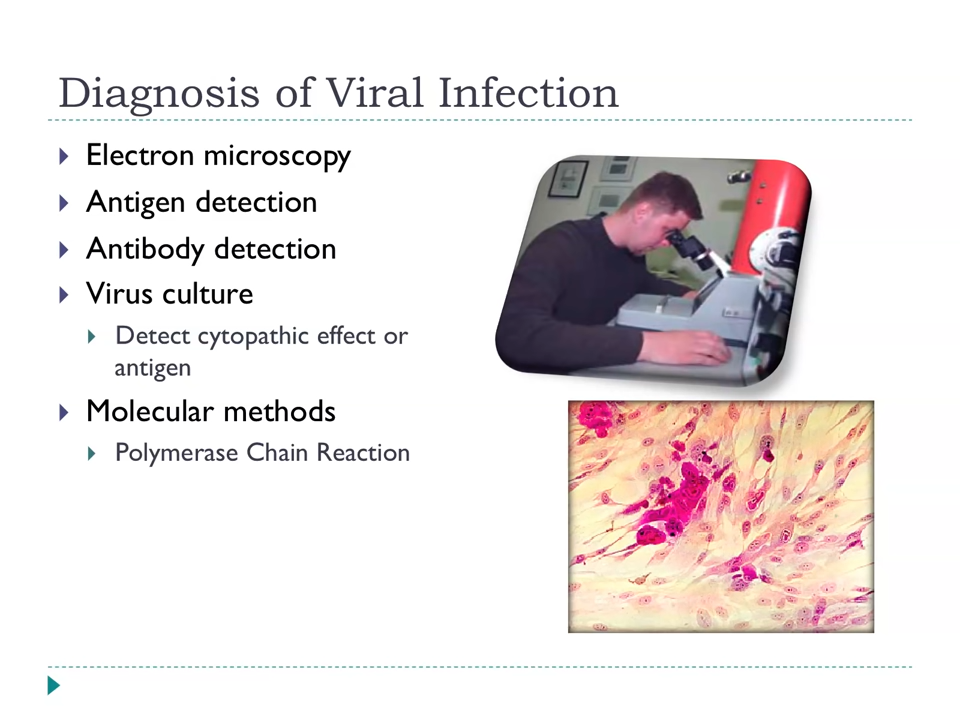 Diagnosis of Viral Infection
Electron microscopy
Antigen detection
Antibody detection
Virus culture
Detect cytopathic effect or
antigen
Molecular methods
Polymerase Chain Reaction